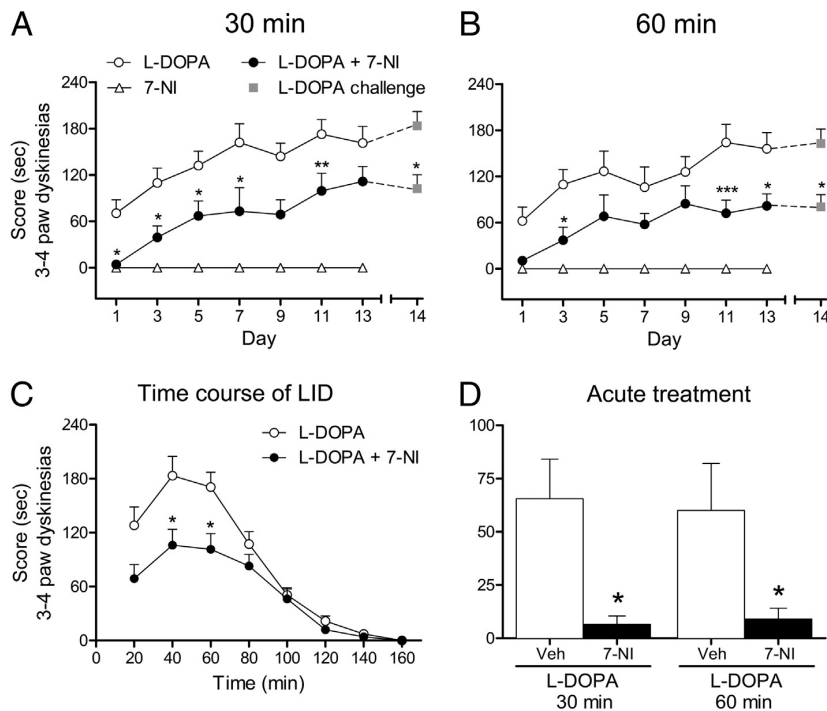 A
30 min
L-DOPA
L-DOPA + 7-NI
7-NI
L-DOPA challenge
Score (sec)
3-4 paw dyskinesias
240
180
120
60
0
*
*
*
*
**
*
1 3 5 7 9 11 13 14
Day
B
60 min
240
180
120
60
0
*
***
*
*
1 3 5 7 9 11 13 14
Day
C
Time course of LID
L-DOPA
L-DOPA + 7-NI
Score (sec)
3-4 paw dyskinesias
240
180
120
60
0
*
*
0 20 40 60 80 100 120 140 160
Time (min)
D
Acute treatment
100
75
50
25
0
*
*
Veh 7-NI Veh 7-NI
L-DOPA L-DOPA
30 min 60 min